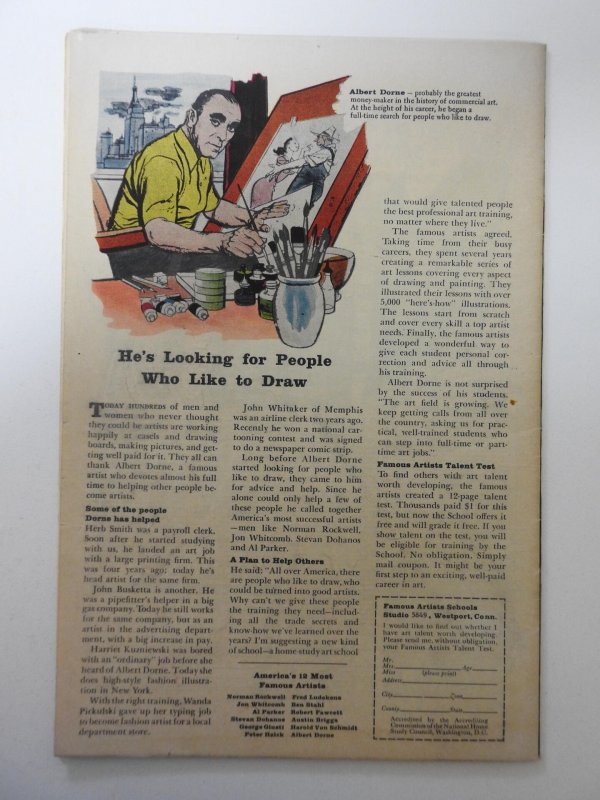 Albert Dorne – probably the greatest
money-maker in the history of commercial art.
At the height of his career, he began a
full-time search for people who like to draw.
He's Looking for People
Who Like to Draw
TODAY HUNDREDS of men and
women who never thought
they could be artists are working
happily at easels and drawing
boards, making pictures, and get-
ting well paid for it. They all can
thank Albert Dorne, a famous
artist who devotes almost his full
time to helping other people be-
come artists.
Some of the people
Dorne has helped
Herb Smith was a payroll clerk.
Soon after he started studying
with us, he landed an art job
with a large printing firm. This
was four years ago; today he's
head artist for the same firm.
John Busketta is another. He
was a pipefitter's helper in a big
gas company. Today he still works
for the same company, but as an
artist in the advertising depart-
ment, with a big increase in pay.
Harriet Kuzniewski was bored
with an "ordinary" job before she
heard of Albert Dorne. Today she
does high-style fashion illustra-
tion in New York.
With the right training, Wanda
Pickulski gave up her typing job
to become fashion artist for a local
department store.
John Whitaker of Memphis
was an airline clerk two years ago.
Recently he won a national car-
tooning contest and was signed
to do a newspaper comic strip.
Long before Albert Dorne
started looking for people who
like to draw, they came to him
for advice and help. Since he
alone could only help a few of
these people he called together
America's most successful artists
—men like Norman Rockwell,
Jon Whitcomb, Stevan Dohanos
and Al Parker.
A Plan to Help Others
He said: "All over America, there
are people who like to draw, who
could be turned into good artists.
Why can't we give these people
the training they need—includ-
ing all the trade secrets and
know-how we've learned over the
years? I'm suggesting a new kind
of school—a home-study art school
America's 12 Most
Famous Artists
Norman Rockwell Fred Ludekens
Jon Whitcomb Ben Stahl
Al Parker Robert Fawcett
Stevan Dohanos Austin Briggs
George Giusti Harold Von Schmidt
Peter Helck Albert Dorne
that would give talented people
the best professional art training,
no matter where they live."
The famous artists agreed.
Taking time from their busy
careers, they spent several years
creating a remarkable series of
art lessons covering every aspect
of drawing and painting. They
illustrated their lessons with over
5,000 "here's-how" illustrations.
The lessons start from scratch
and cover every skill a top artist
needs. Finally, the famous artists
developed a wonderful way to
give each student personal cor-
rection and advice all through
his training.
Albert Dorne is not surprised
by the success of his students.
"The art field is growing. We
keep getting calls from all over
the country, asking us for prac-
tical, well-trained students who
can step into full-time or part-
time art jobs."
Famous Artists Talent Test
To find others with art talent
worth developing, the famous
artists created a 12-page talent
test. Thousands paid $1 for this
test, but now the School offers it
free and will grade it free. If you
show talent on the test, you will
be eligible for training by the
School. No obligation. Simply
mail coupon. It might be your
first step to an exciting, well-paid
career in art.
Famous Artists Schools
Studio 5849, Westport, Conn.
I would like to find out whether I
have art talent worth developing.
Please send me, without obligation,
your Famous Artists Talent Test.
Mr.
Mrs. Age
Miss (please print)
Address
City Zone
County State
Accredited by the Accrediting
Commission of the National Home
Study Council, Washington, D.C.